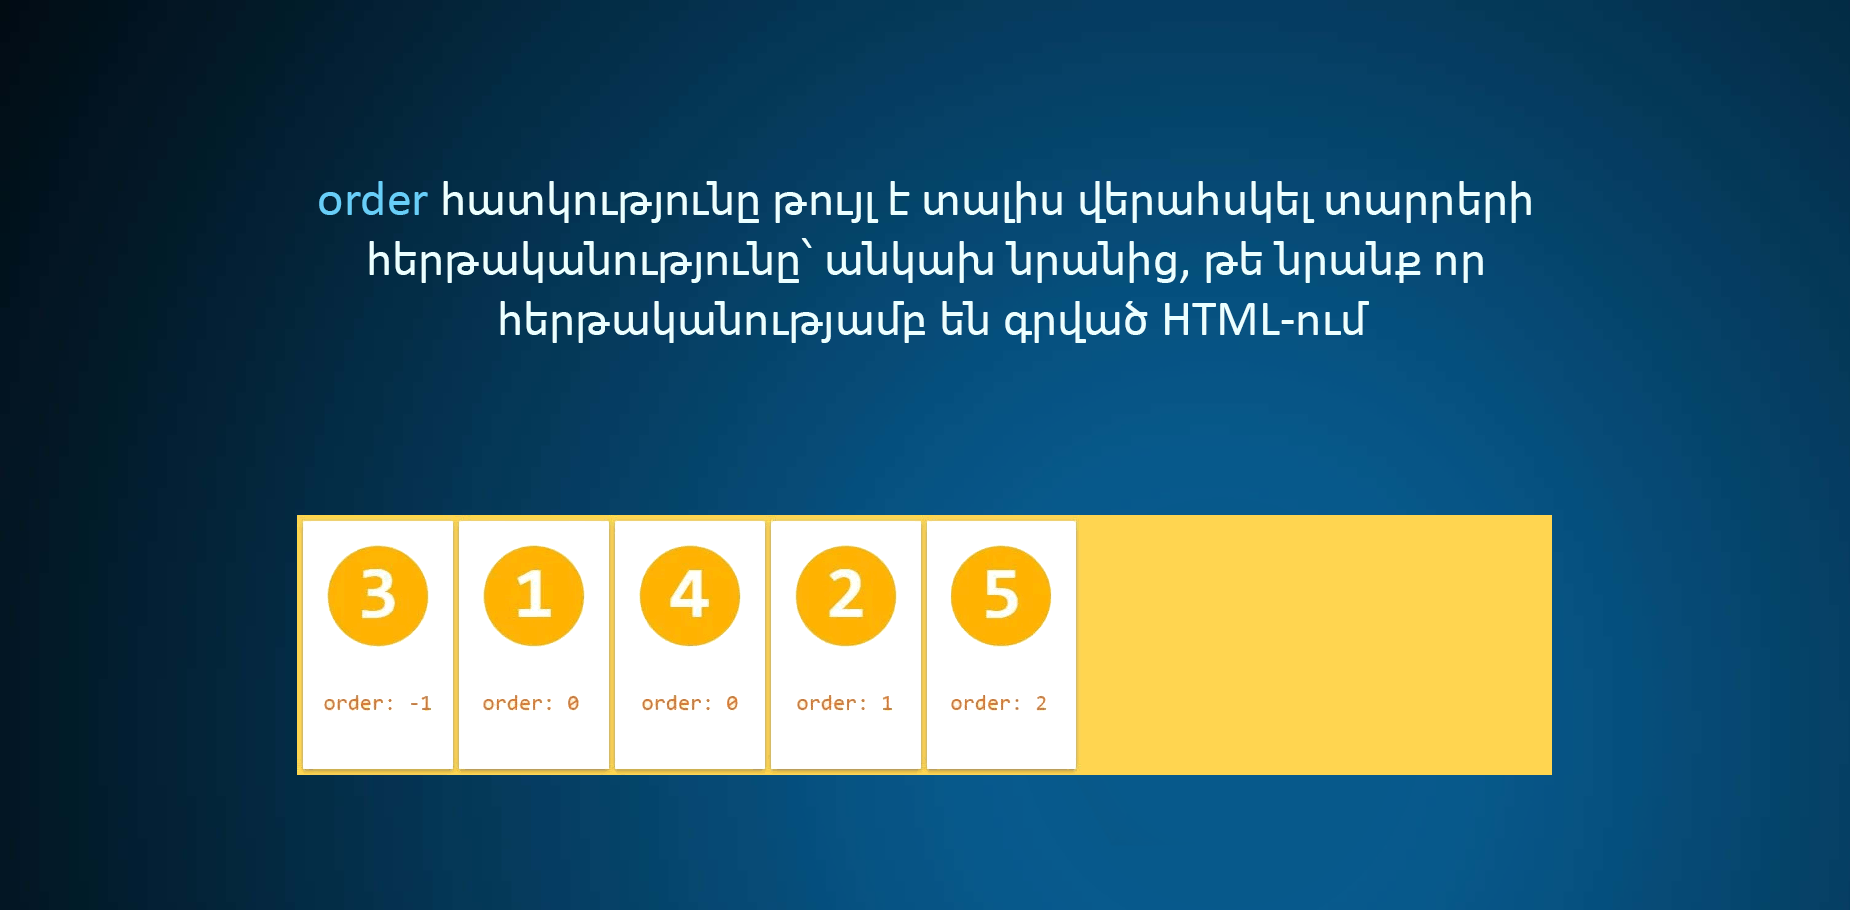 order հատկությունը թույլ է տալիս վերահսկել տարրերի
հերթականությունը՝ անկախ նրանից, թե նրանք որ
հերթականությամբ են գրված HTML-ում
3 1 4 2 5
order: -1 order: 0 order: 0 order: 1 order: 2